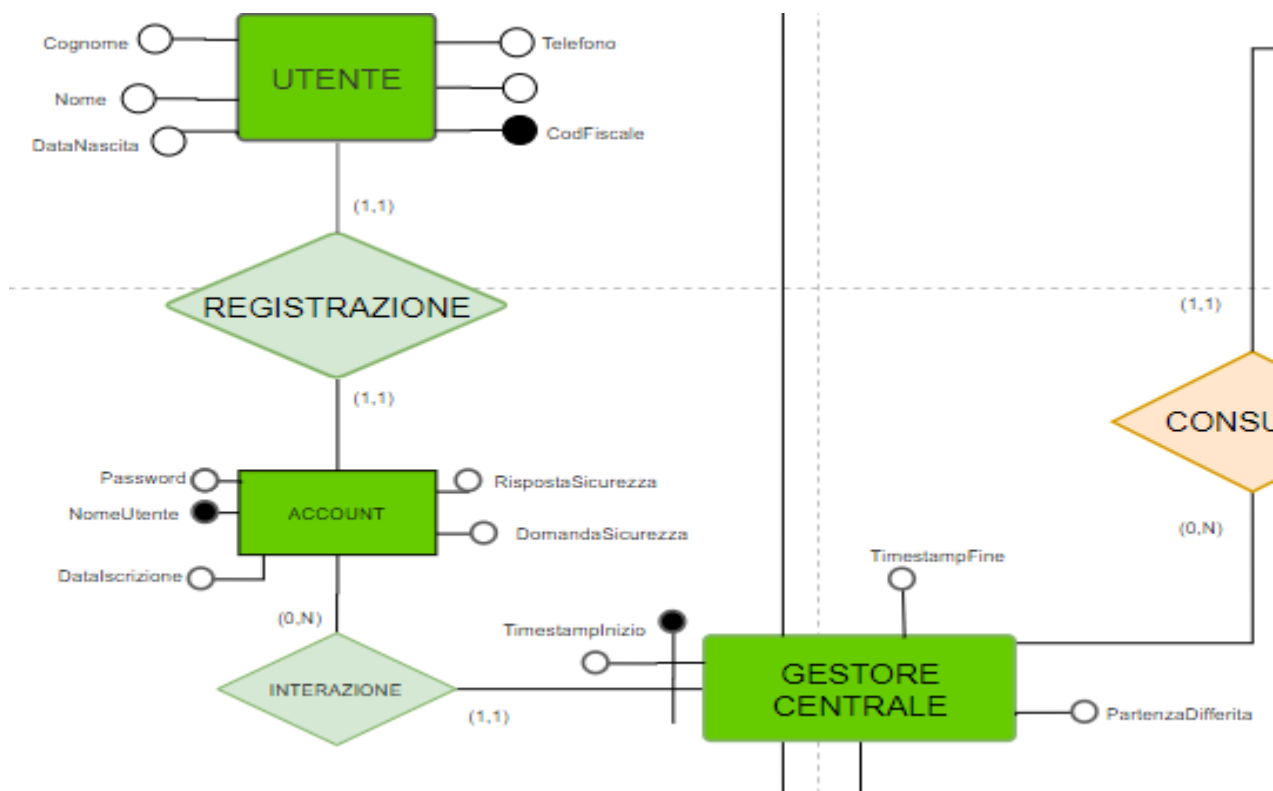 Cognome
Telefono
UTENTE
Nome
CodFiscale
DataNascita
(1,1)
REGISTRAZIONE
(1,1)
(1,1)
CONSU
Password
RispostaSicurezza
NomeUtente
ACCOUNT
DomandaSicurezza
(0,N)
TimestampFine
DataIscrizione
(0,N)
TimestampInizio
GESTORE
CENTRALE
INTERAZIONE
(1,1)
PartenzaDifferita